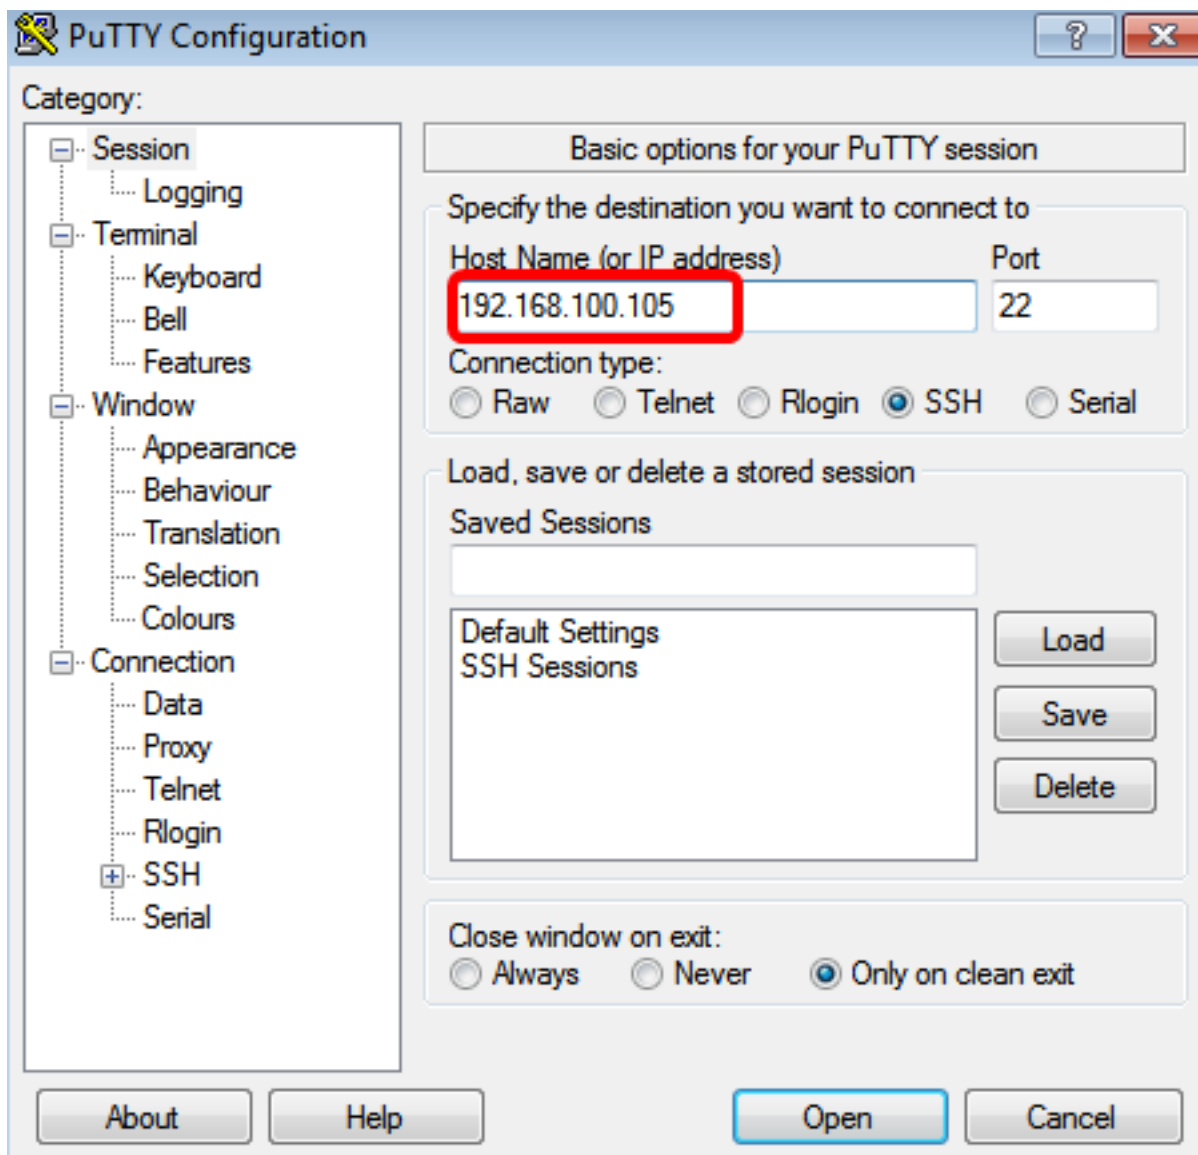 PuTTY Configuration
?
Category:
Session
Logging
Terminal
Keyboard
Bell
Features
Window
Appearance
Behaviour
Translation
Selection
Colours
Connection
Data
Proxy
Telnet
Rlogin
SSH
Serial
Basic options for your PuTTY session
Specify the destination you want to connect to
Host Name (or IP address) Port
192.168.100.105 22
Connection type:
Raw Telnet Rlogin SSH Serial
Load, save or delete a stored session
Saved Sessions
Default Settings
SSH Sessions
Load
Save
Delete
Close window on exit:
Always Never Only on clean exit
About Help Open Cancel